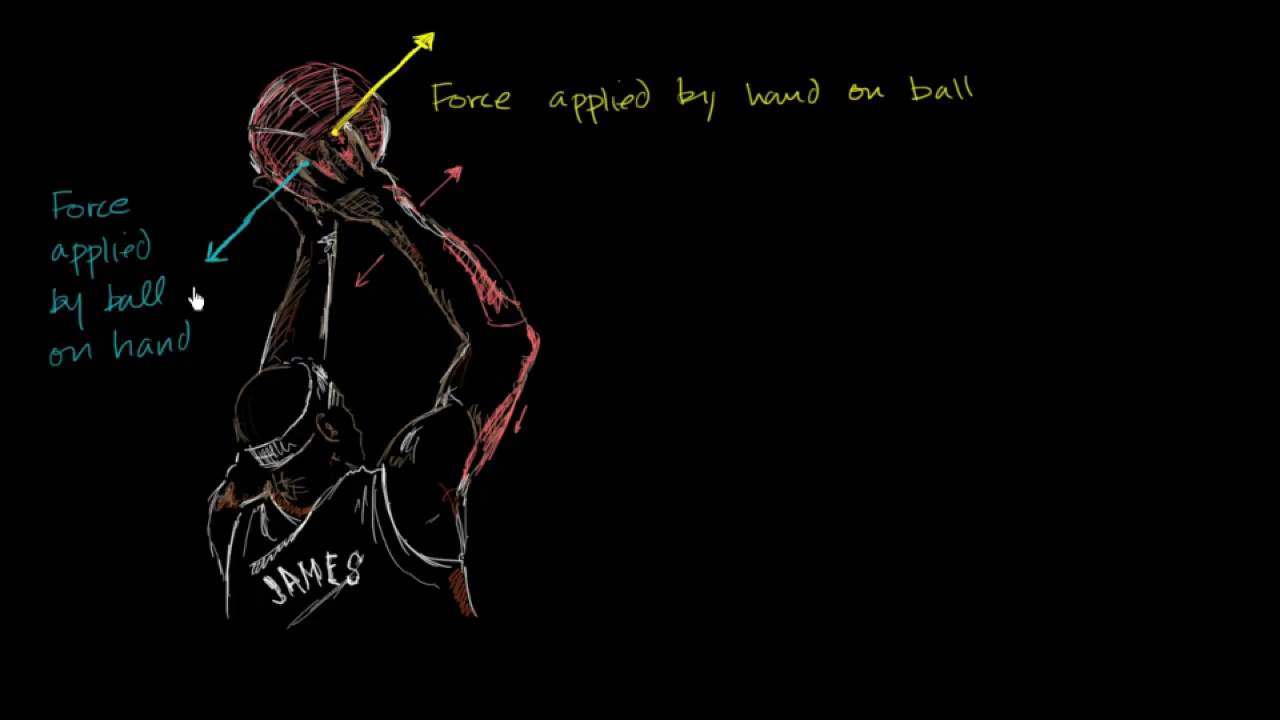 Force applied by hand on ball
Force
applied
by ball
on hand
JAMES